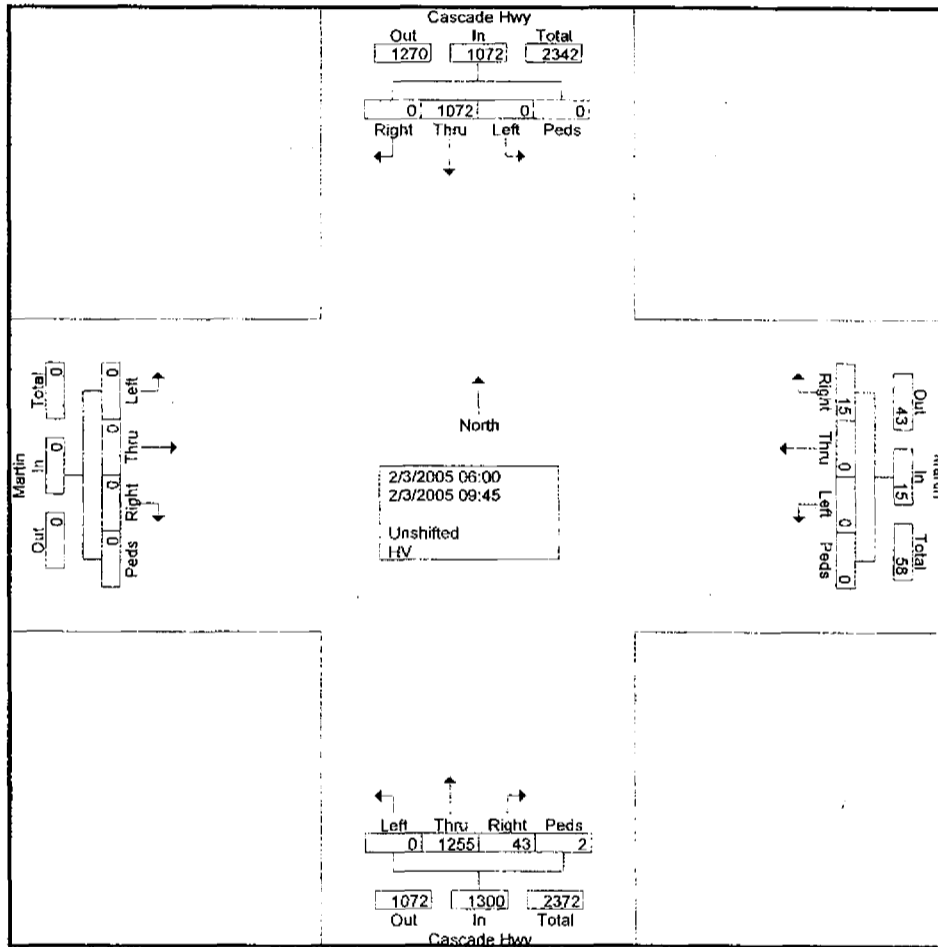 Cascade Hwy
Out In Total
1270 1072 2342
0 1072 0 0
Right Thru Left Peds
Martin
Total In Out
0 0 0
0 0 0 0
Left Thru Right Peds
North
2/3/2005 06:00
2/3/2005 09:45
Unshifted
HV
Right Thru Left Peds
15 0 0 0
Out In Total
43 15 58
Left Thru Right Peds
0 1255 43 2
1072 1300 2372
Out In Total
Cascade Hwy